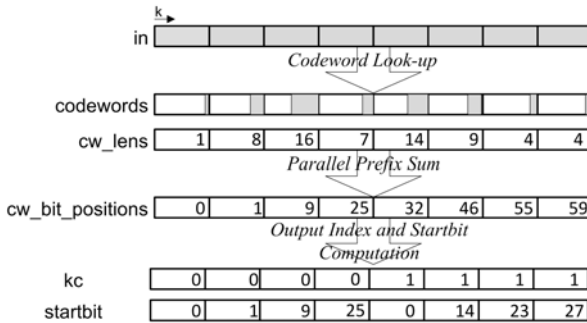 k
in
Codeword Look-up
codewords
cw_lens 1 8 16 7 14 9 4 4
Parallel Prefix Sum
cw_bit_positions 0 1 9 25 32 46 55 59
Output Index and Startbit
Computation
kc 0 0 0 0 1 1 1 1
startbit 0 1 9 25 0 14 23 27